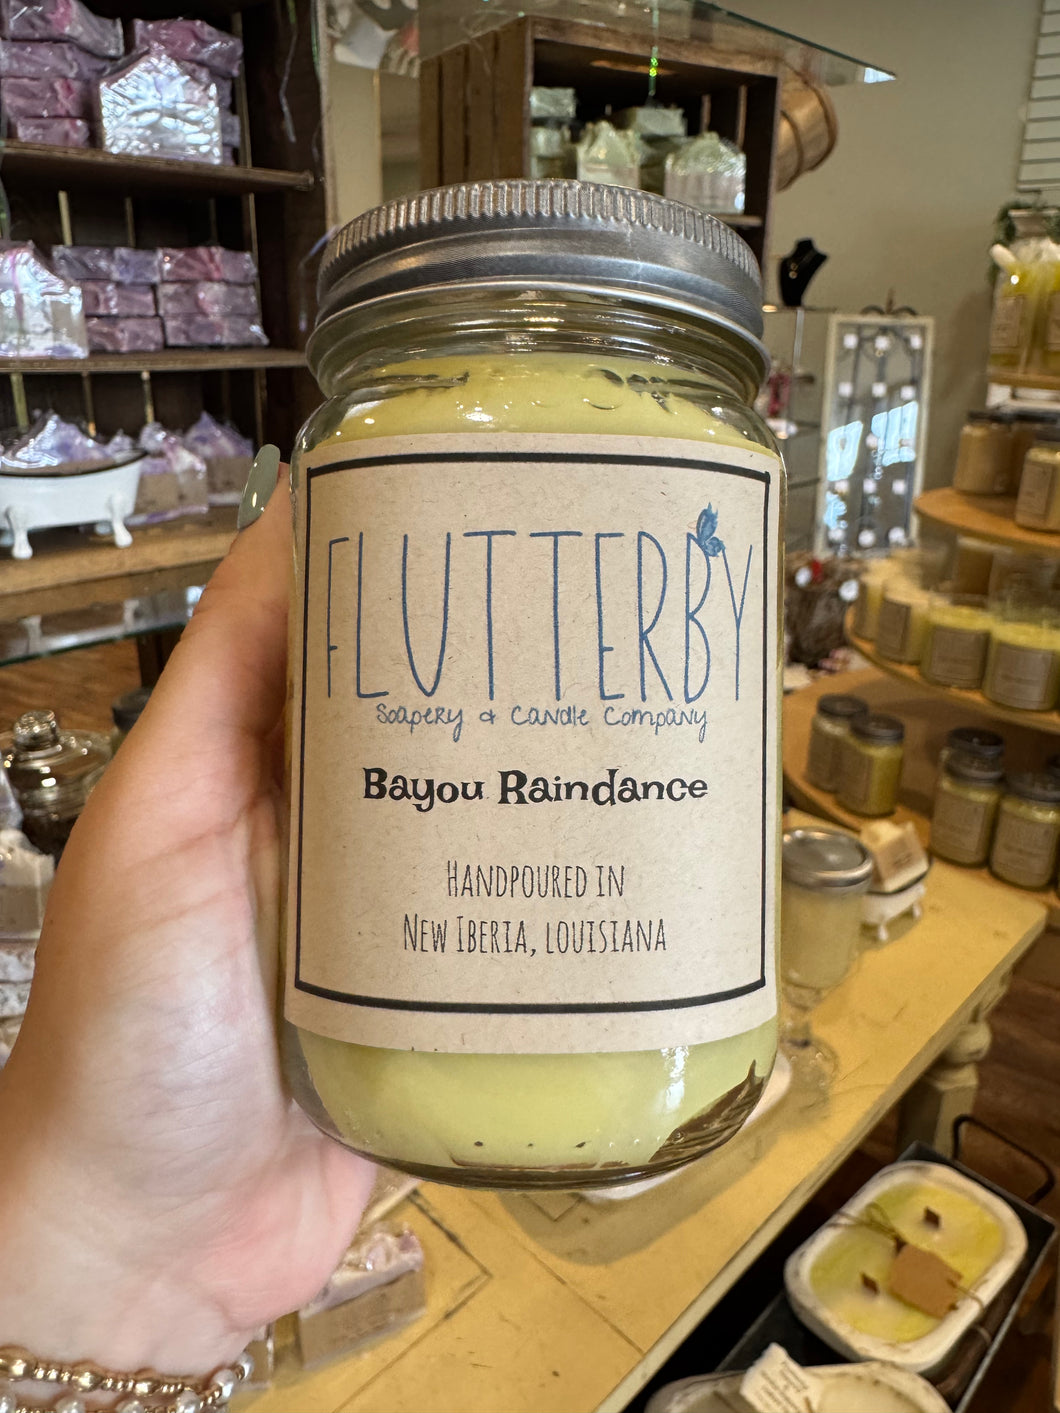 FLUTTERBY
Soapery & Candle Company
Bayou Raindance
Handpoured in
New Iberia, Louisiana